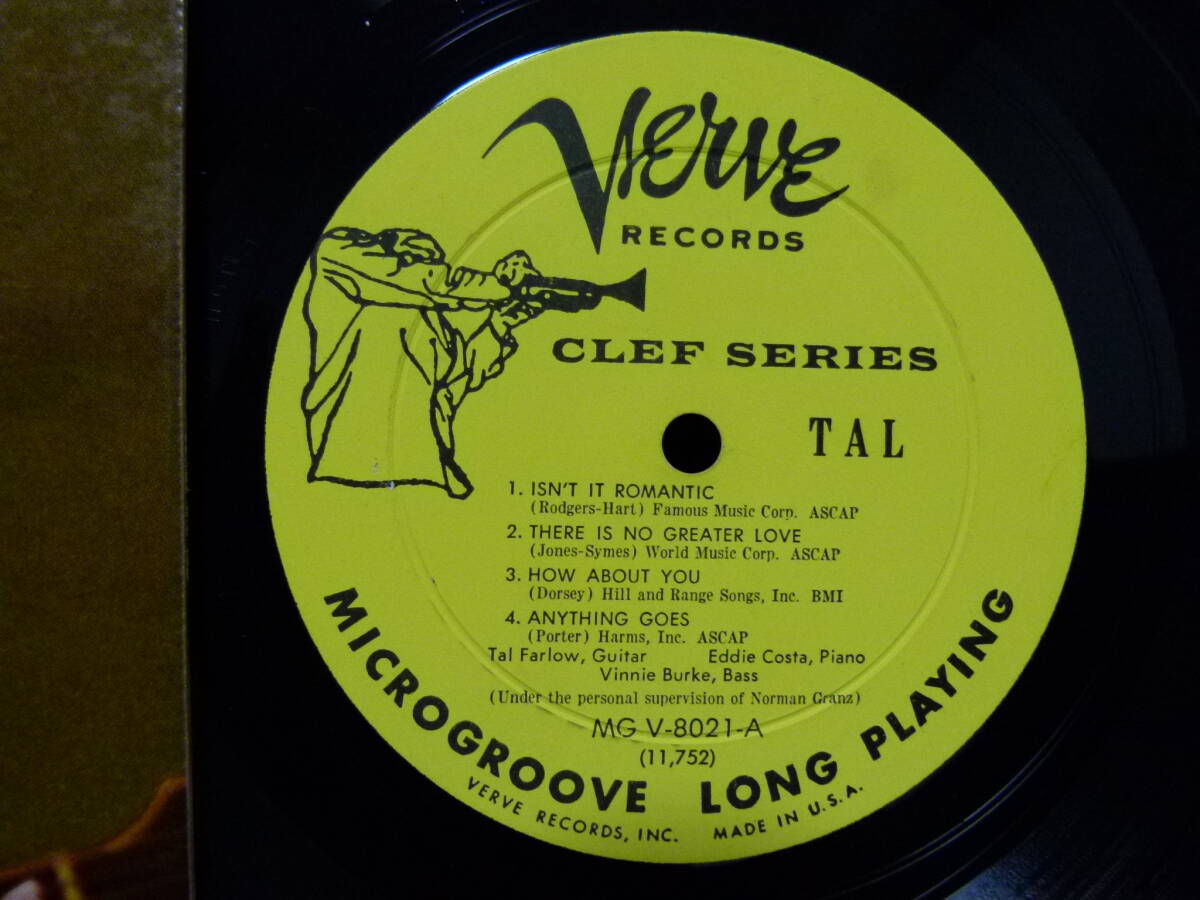 Verve
RECORDS
CLEF SERIES
TAL
1. ISN'T IT ROMANTIC
(Rodgers-Hart) Famous Music Corp. ASCAP
2. THERE IS NO GREATER LOVE
(Jones-Symes) World Music Corp. ASCAP
3. HOW ABOUT YOU
(Dorsey) Hill and Range Songs, Inc. BMI
4. ANYTHING GOES
(Porter) Harms, Inc. ASCAP
Tal Farlow, Guitar Eddie Costa, Piano
Vinnie Burke, Bass
(Under the personal supervision of Norman Granz)
MG V-8021-A
(11,752)
MICROGROOVE LONG PLAYING
VERVE RECORDS, INC. MADE IN U.S.A.